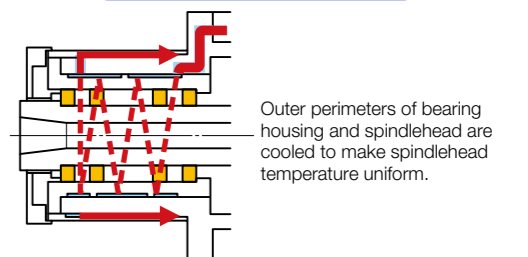 Outer perimeters of bearing
housing and spindlehead are
cooled to make spindlehead
temperature uniform.